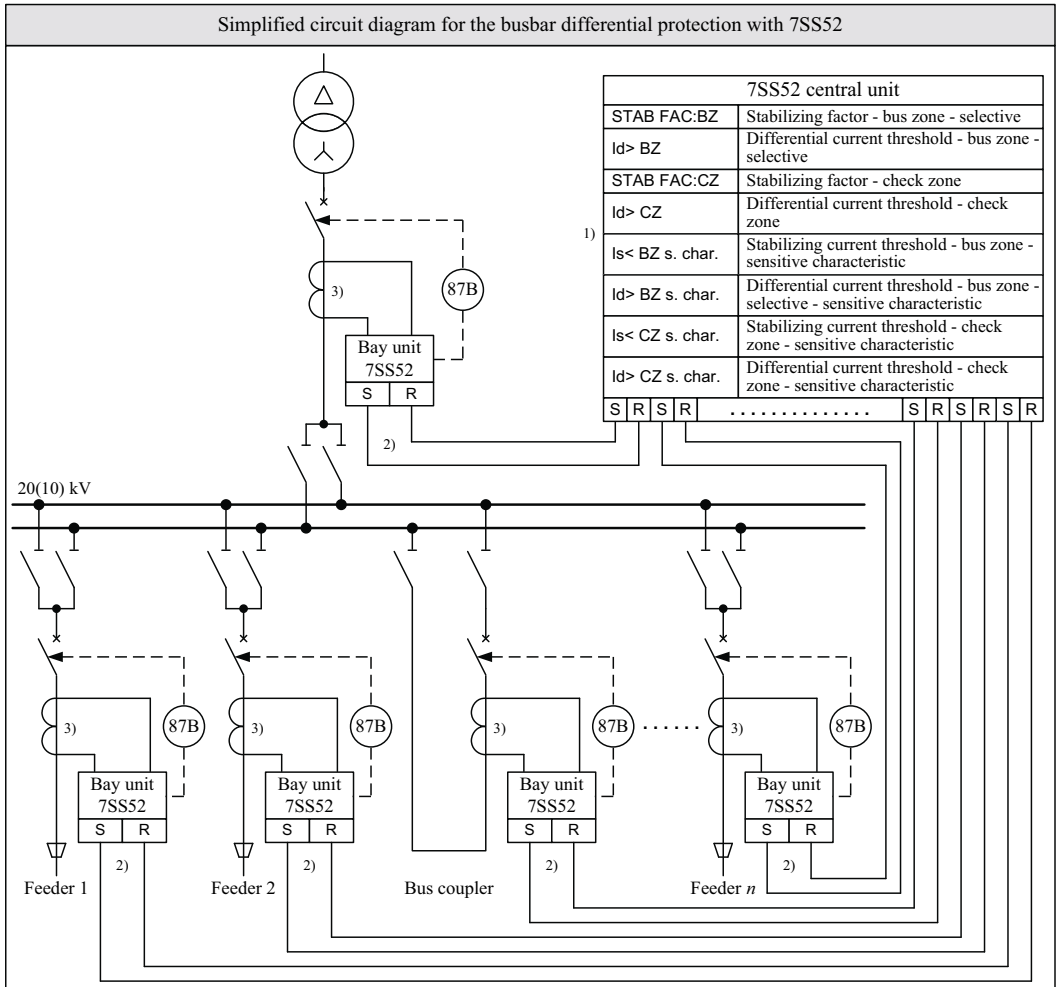 Simplified circuit diagram for the busbar differential protection with 7SS52
7SS52 central unit
STAB FAC:BZ
Stabilizing factor - bus zone - selective
Id> BZ
Differential current threshold - bus zone -
selective
STAB FAC:CZ
Stabilizing factor - check zone
Id> CZ
Differential current threshold - check
zone
1)
Is< BZ s. char.
Stabilizing current threshold - bus zone -
sensitive characteristic
Id> BZ s. char.
Differential current threshold - bus zone -
selective - sensitive characteristic
Is< CZ s. char.
Stabilizing current threshold - check
zone - sensitive characteristic
Id> CZ s. char.
Differential current threshold - check
zone - sensitive characteristic
S R S R . . . . . . . . . . . . . . S R S R S R
3)
87B
Bay unit
7SS52
S R
2)
20(10) kV
3)
87B
3)
87B
3)
87B
. . . . . .
3)
87B
Bay unit
7SS52
S R
Bay unit
7SS52
S R
Bay unit
7SS52
S R
Bay unit
7SS52
S R
2)
2)
2)
2)
Feeder 1
Feeder 2
Bus coupler
Feeder n